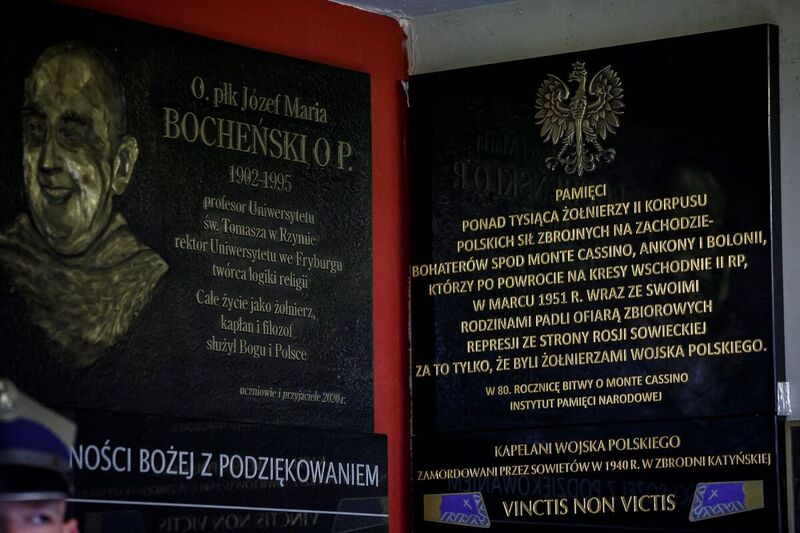 O. płk Józef Maria
BOCHEŃSKI O P.
1902-1995
profesor Uniwersytetu
św. Tomasza w Rzymie
rektor Uniwersytetu we Fryburgu
twórca logiki religii
Całe życie jako żołnierz,
kapłan i filozof
służył Bogu i Polsce
uczniowie i przyjaciele 2020 r.
NOŚCI BOŻEJ Z PODZIĘKOWANIEM
PAMIĘCI
PONAD TYSIĄCA ŻOŁNIERZY II KORPUSU
POLSKICH SIŁ ZBROJNYCH NA ZACHODZIE-
BOHATERÓW SPOD MONTE CASSINO, ANKONY I BOLONII,
KTÓRZY PO POWROCIE NA KRESY WSCHODNIE II RP,
W MARCU 1951 R. WRAZ ZE SWOIMI
RODZINAMI PADLI OFIARĄ ZBIOROWYCH
REPRESJI ZE STRONY ROSJI SOWIECKIEJ
ZA TO TYLKO, ŻE BYLI ŻOŁNIERZAMI WOJSKA POLSKIEGO.
W 80. ROCZNICĘ BITWY O MONTE CASSINO
INSTYTUT PAMIĘCI NARODOWEJ
KAPELANI WOJSKA POLSKIEGO
ZAMORDOWANI PRZEZ SOWIETÓW W 1940 R. W ZBRODNI KATYŃSKIEJ
VINCTIS NON VICTIS